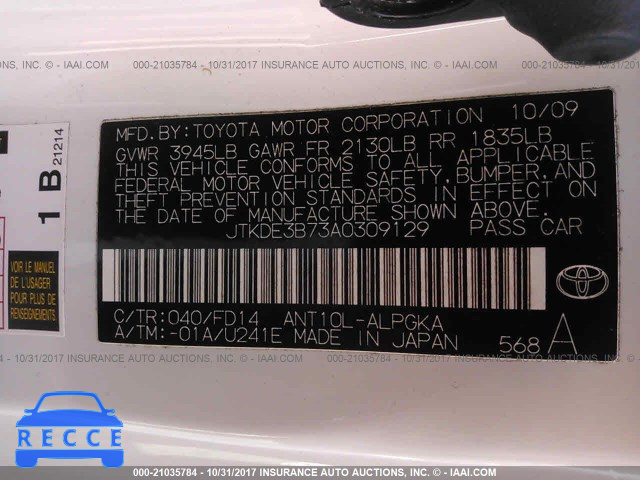 000-21035784 - 10/31/2017 INSURANCE AUTO AUCTIONS, INC. - © IAAI.COM
MFD.BY:TOYOTA MOTOR CORPORATION 10/09
GVWR 3945LB GAWR FR 2130LB RR 1835LB
THIS VEHICLE CONFORMS TO ALL APPLICABLE
FEDERAL MOTOR VEHICLE SAFETY,BUMPER,AND
THEFT PREVENTION STANDARDS IN EFFECT ON
THE DATE OF MANUFACTURE SHOWN ABOVE.
JTKDE3B73A0309129 PASS CAR
C/TR:040/FD14 ANT10L-ALPGKA
A/TM:-01A/U241E MADE IN JAPAN 568 A
1 B 21214
VOIR LE MANUEL
DE L'USAGER
POUR PLUS DE
RENSEIGNEMENTS
000-21035784 - 10/31/2017 INSURANCE AUTO AUCTIONS, INC. - © IAAI.COM
RECCE
000-21035784 - 10/31/2017 INSURANCE AUTO AUCTIONS, INC. - © IAAI.COM